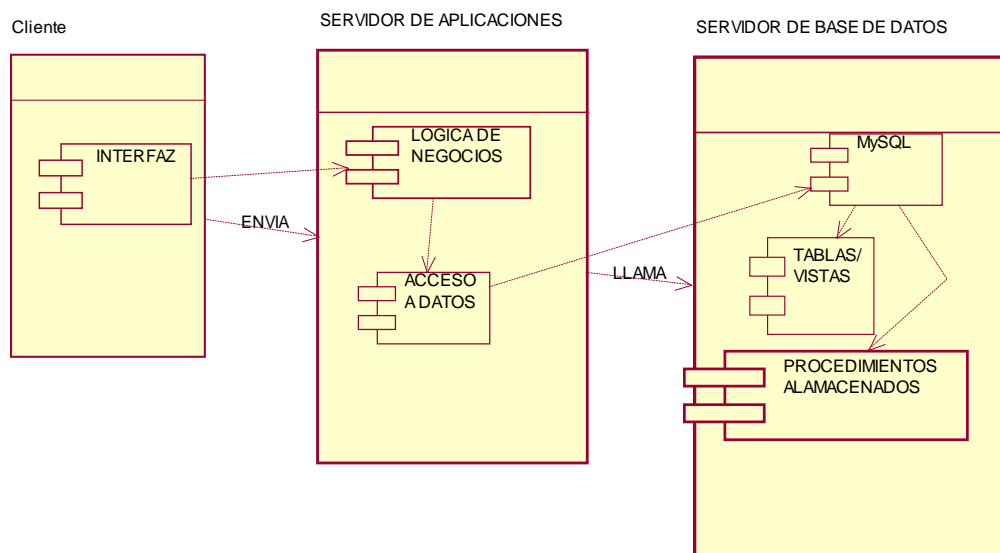 Cliente
SERVIDOR DE APLICACIONES
SERVIDOR DE BASE DE DATOS
INTERFAZ
LOGICA DE
NEGOCIOS
MySQL
ENVIA
ACCESO
A DATOS
LLAMA
TABLAS/
VISTAS
PROCEDIMIENTOS
ALAMACENADOS